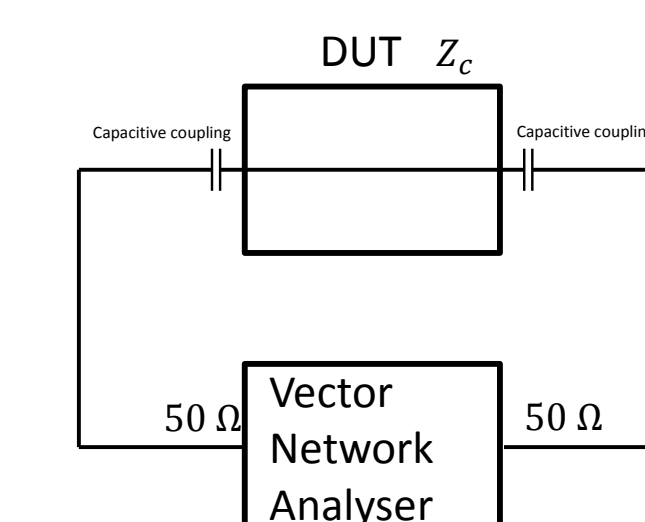 DUT Z_c
Capacitive coupling
Capacitive couplin
50 Ω
Vector
Network
Analyser
50 Ω